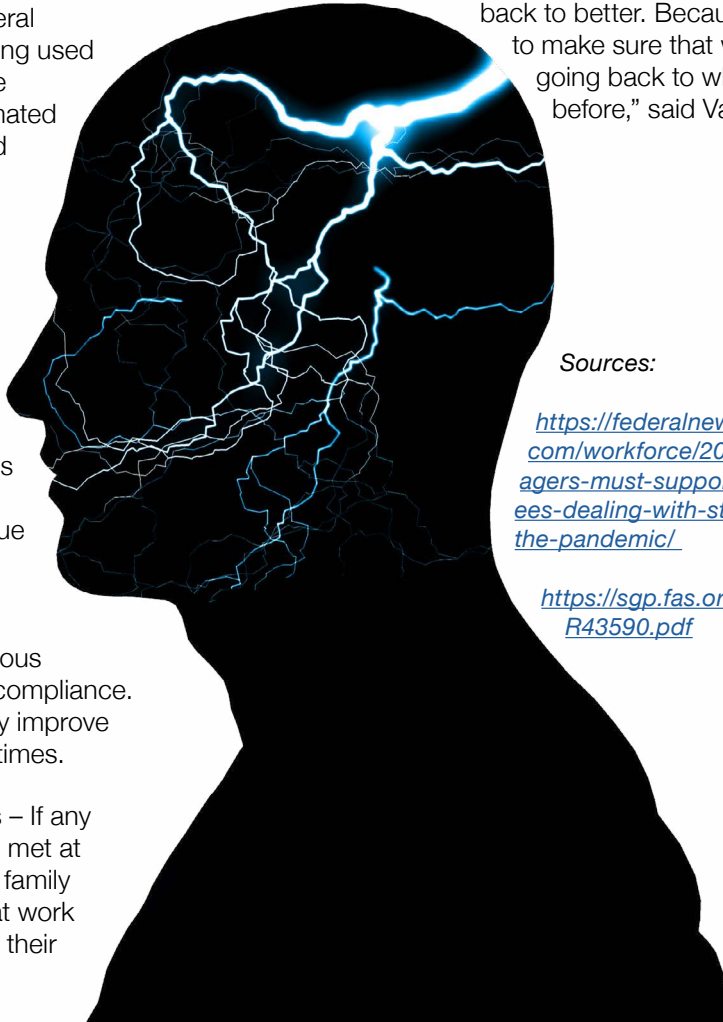 eral
ng used
e
nated
d
s
ue
ous
compliance.
y improve
times.
s – If any
met at
family
at work
their
back to better. Becau
to make sure that w
going back to wh
before,” said Va
Sources:
https://federalnew
com/workforce/20
agers-must-suppor
ees-dealing-with-st
the-pandemic/
https://sgp.fas.or
R43590.pdf